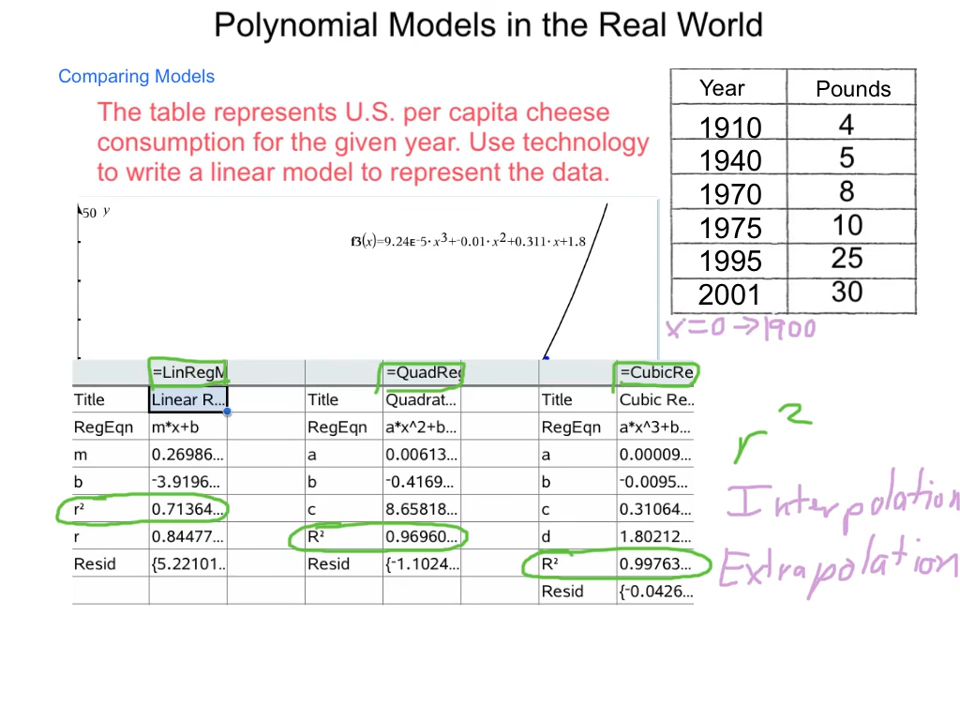 Polynomial Models in the Real World
Comparing Models
The table represents U.S. per capita cheese
consumption for the given year. Use technology
to write a linear model to represent the data.
Year Pounds
1910 4
1940 5
1970 8
1975 10
1995 25
2001 30
x=0→1900
50 y
f3(x)=9.24ᴇ-5·x³+-0.01·x²+0.311·x+1.8
=LinRegM =QuadReg =CubicRe
Title Linear R... Title Quadrat... Title Cubic Re..
RegEqn m*x+b RegEqn a*x^2+b... RegEqn a*x^3+b...
m 0.26986... a 0.00613... a 0.00009...
b -3.9196... b -0.4169... b -0.0095...
r² 0.71364... c 8.65818... c 0.31064...
r 0.84477... R² 0.96960... d 1.80212...
Resid {5.22101.. Resid {-1.1024... R² 0.99763...
Resid {-0.0426...
r²
Interpolation
Extrapolation